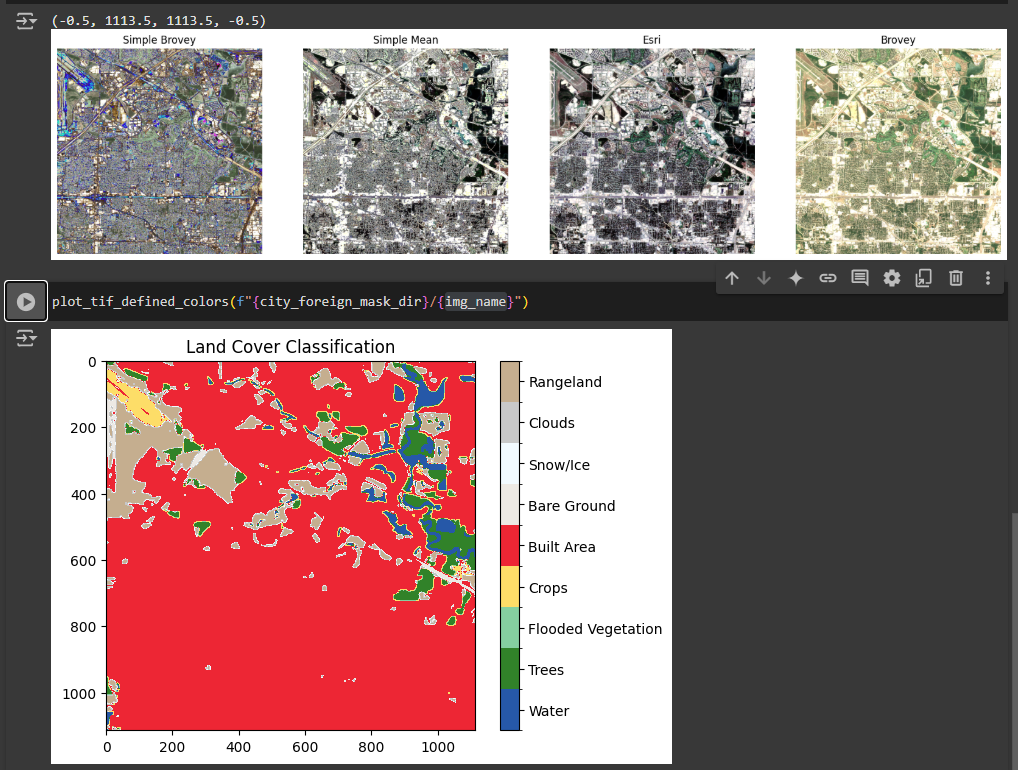 (-0.5, 1113.5, 1113.5, -0.5)
Simple Brovey Simple Mean Esri Brovey
plot_tif_defined_colors(f"{city_foreign_mask_dir}/{img_name}")
Land Cover Classification
0
200
400
600
800
1000
0 200 400 600 800 1000
Rangeland
Clouds
Snow/Ice
Bare Ground
Built Area
Crops
Flooded Vegetation
Trees
Water